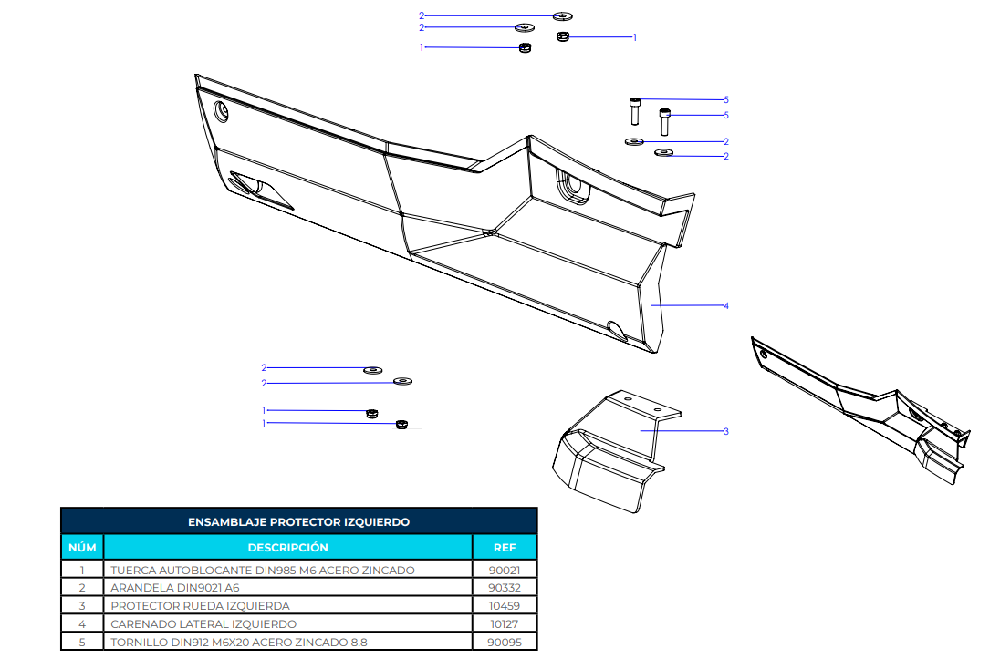 2
2
1
1
5
5
2
2
4
2
2
1
1
3
ENSAMBLAJE PROTECTOR IZQUIERDO
NÚM DESCRIPCIÓN REF
1 TUERCA AUTOBLOCANTE DIN985 M6 ACERO ZINCADO 90021
2 ARANDELA DIN9021 A6 90332
3 PROTECTOR RUEDA IZQUIERDA 10459
4 CARENADO LATERAL IZQUIERDO 10127
5 TORNILLO DIN912 M6X20 ACERO ZINCADO 8.8 90095